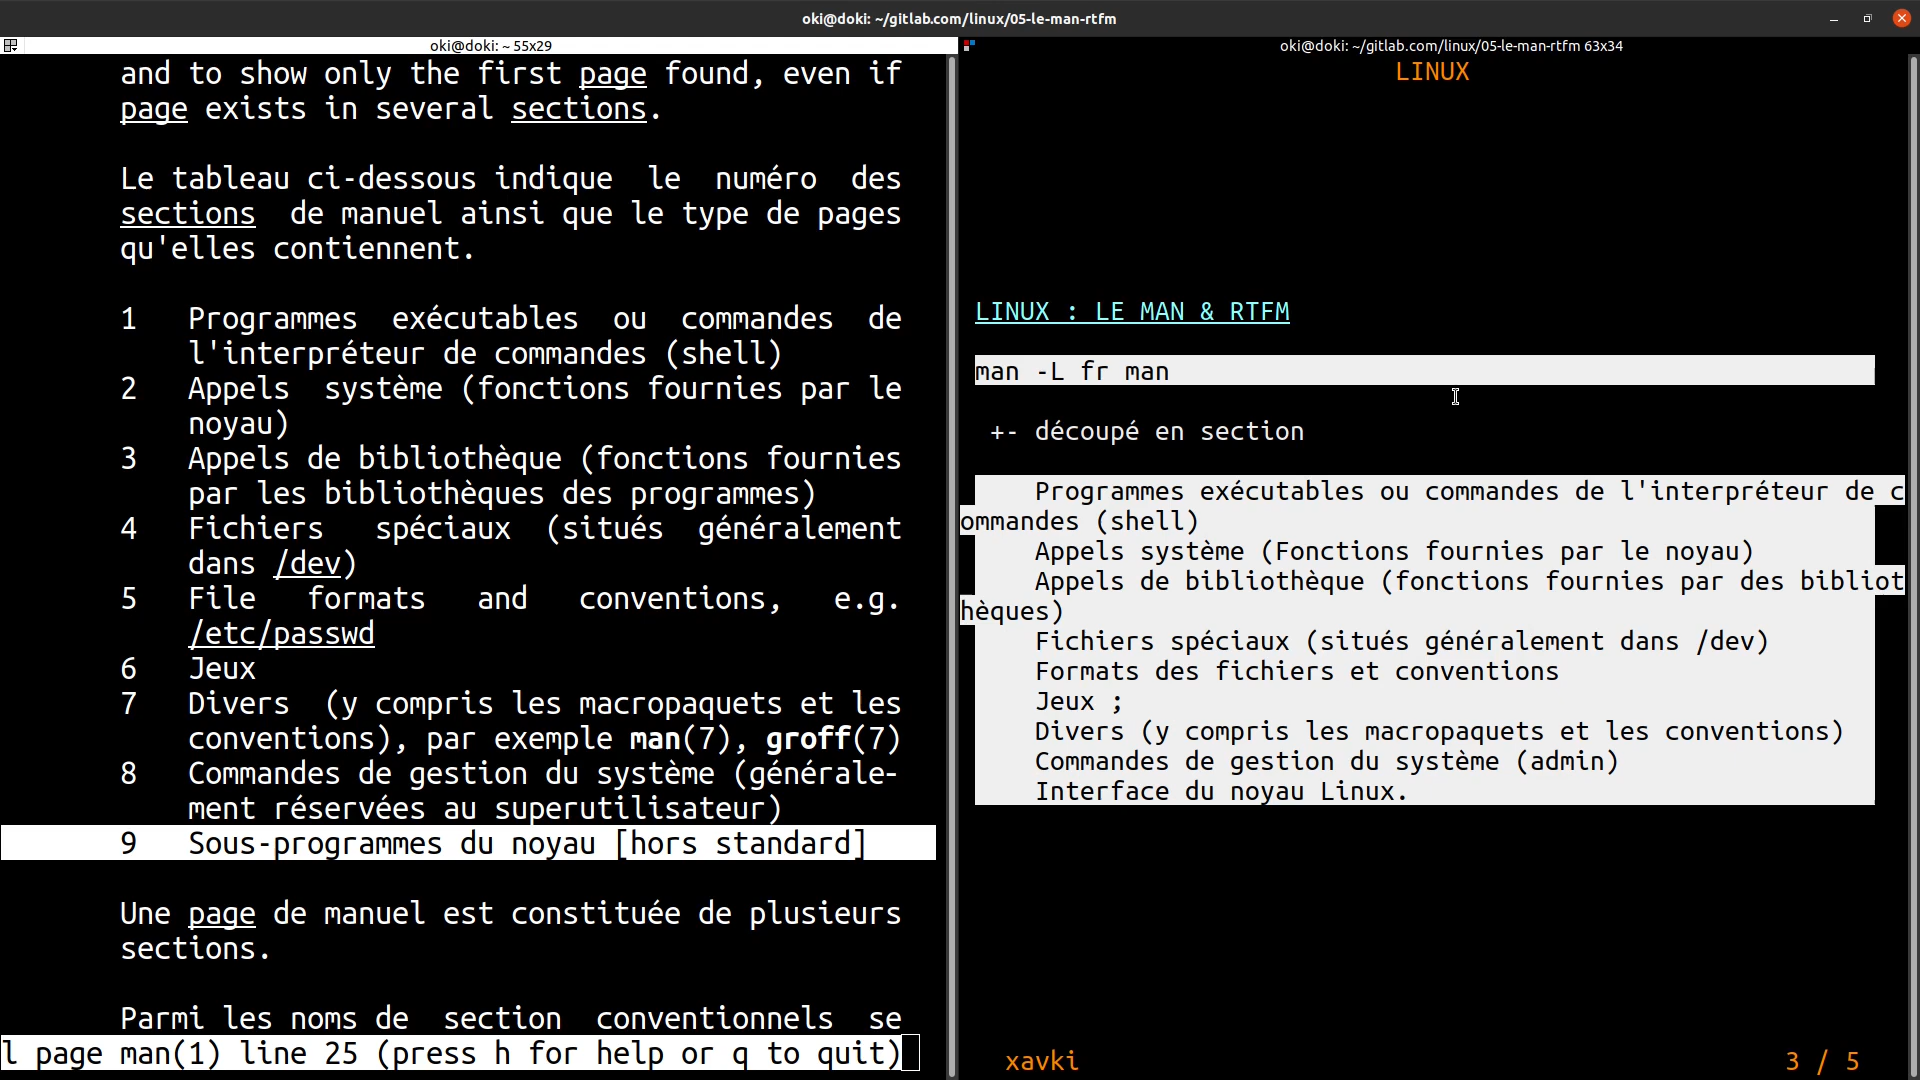 oki@doki: ~/gitlab.com/linux/05-le-man-rtfm
oki@doki: ~ 55x29
and to show only the first page found, even if
page exists in several sections.
Le tableau ci-dessous indique le numéro des
sections de manuel ainsi que le type de pages
qu'elles contiennent.
1 Programmes exécutables ou commandes de
l'interpréteur de commandes (shell)
2 Appels système (fonctions fournies par le
noyau)
3 Appels de bibliothèque (fonctions fournies
par les bibliothèques des programmes)
4 Fichiers spéciaux (situés généralement
dans /dev)
5 File formats and conventions, e.g.
/etc/passwd
6 Jeux
7 Divers (y compris les macropaquets et les
conventions), par exemple man(7), groff(7)
8 Commandes de gestion du système (générale-
ment réservées au superutilisateur)
9 Sous-programmes du noyau [hors standard]
Une page de manuel est constituée de plusieurs
sections.
Parmi les noms de section conventionnels se
l page man(1) line 25 (press h for help or q to quit)
oki@doki: ~/gitlab.com/linux/05-le-man-rtfm 63x34
LINUX
LINUX : LE MAN & RTFM
man -L fr man
+- découpé en section
Programmes exécutables ou commandes de l'interpréteur de c
ommandes (shell)
Appels système (Fonctions fournies par le noyau)
Appels de bibliothèque (fonctions fournies par des bibliot
hèques)
Fichiers spéciaux (situés généralement dans /dev)
Formats des fichiers et conventions
Jeux ;
Divers (y compris les macropaquets et les conventions)
Commandes de gestion du système (admin)
Interface du noyau Linux.
xavki
3 / 5